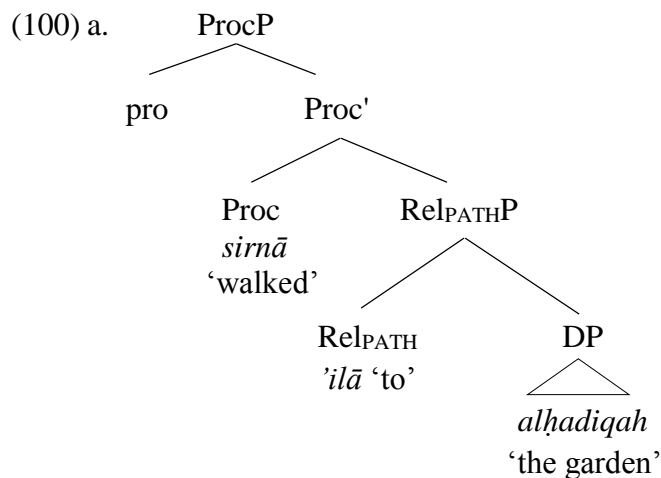 (100) a. ProcP
pro Proc'
Proc RelPATHP
sirnā
‘walked’
RelPATH DP
’ilā ‘to’
alḥadiqah
‘the garden’